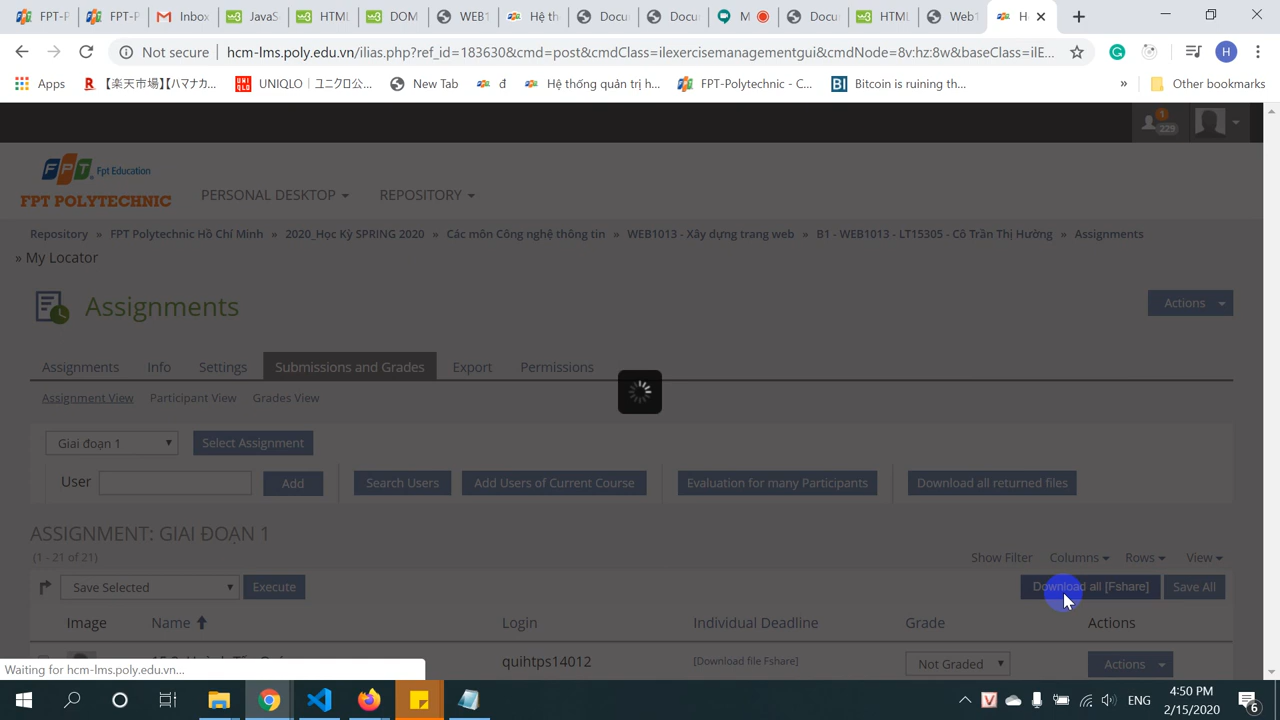 FPT-P
FPT-P
Inbox
JavaS
HTML
DOM
WEB1
Hệ th
Docu
Docu
M
Docu
HTML
Web1
H
Not secure
hcm-lms.poly.edu.vn/ilias.php?ref_id=183630&cmd=post&cmdClass=ilexercisemanagementgui&cmdNode=8v:hz:8w&baseClass=ilE...
H
Apps
【楽天市場】【ハマナカ...
UNIQLO｜ユニクロ公...
New Tab
đ
Hệ thống quản trị h...
FPT-Polytechnic - C...
Bitcoin is ruining th...
»
Other bookmarks
1
229
FPT Fpt Education
FPT POLYTECHNIC
PERSONAL DESKTOP
REPOSITORY
Repository » FPT Polytechnic Hồ Chí Minh » 2020_Học Kỳ SPRING 2020 » Các môn Công nghệ thông tin » WEB1013 - Xây dựng trang web » B1 - WEB1013 - LT15305 - Cô Trần Thị Hường » Assignments
» My Locator
Assignments
Actions
Assignments
Info
Settings
Submissions and Grades
Export
Permissions
Assignment View
Participant View
Grades View
Giai đoạn 1
Select Assignment
User
Add
Search Users
Add Users of Current Course
Evaluation for many Participants
Download all returned files
ASSIGNMENT: GIAI ĐOẠN 1
(1 - 21 of 21)
Show Filter
Columns
Rows
View
Save Selected
Execute
Download all [Fshare]
Save All
Image
Name
Login
Individual Deadline
Grade
Actions
quihtps14012
[Download file Fshare]
Not Graded
Actions
Waiting for hcm-lms.poly.edu.vn...
ENG
4:50 PM
2/15/2020
6